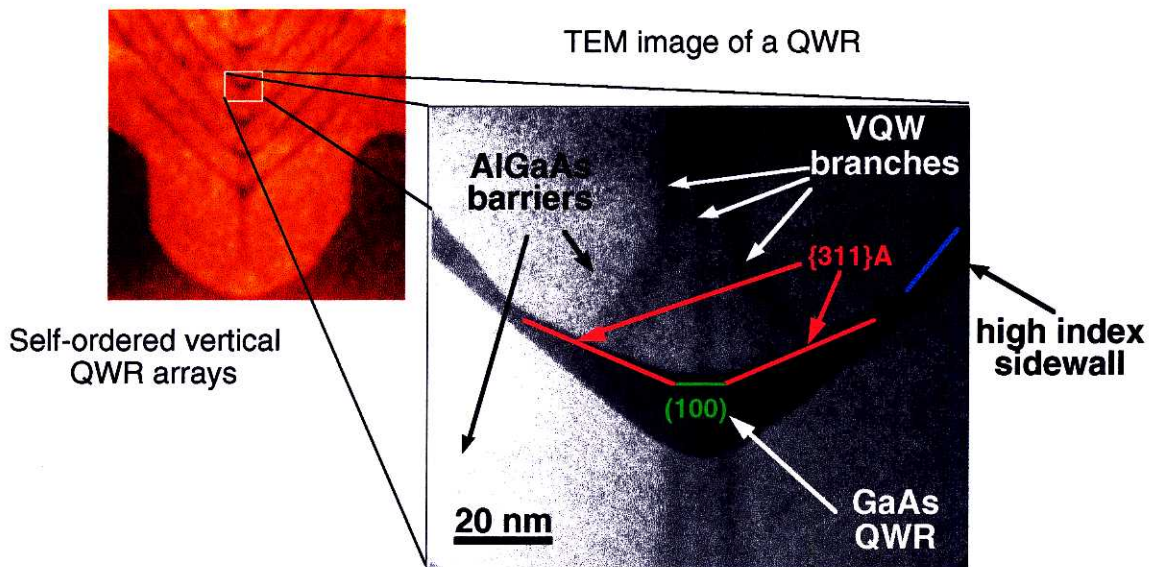 TEM image of a QWR
AlGaAs
barriers
VQW
branches
{311}A
Self-ordered vertical
QWR arrays
high index
sidewall
(100)
GaAs
QWR
20 nm